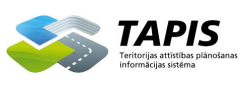 TAPIS
Teritorijas attīstības plānošanas
informācijas sistēma